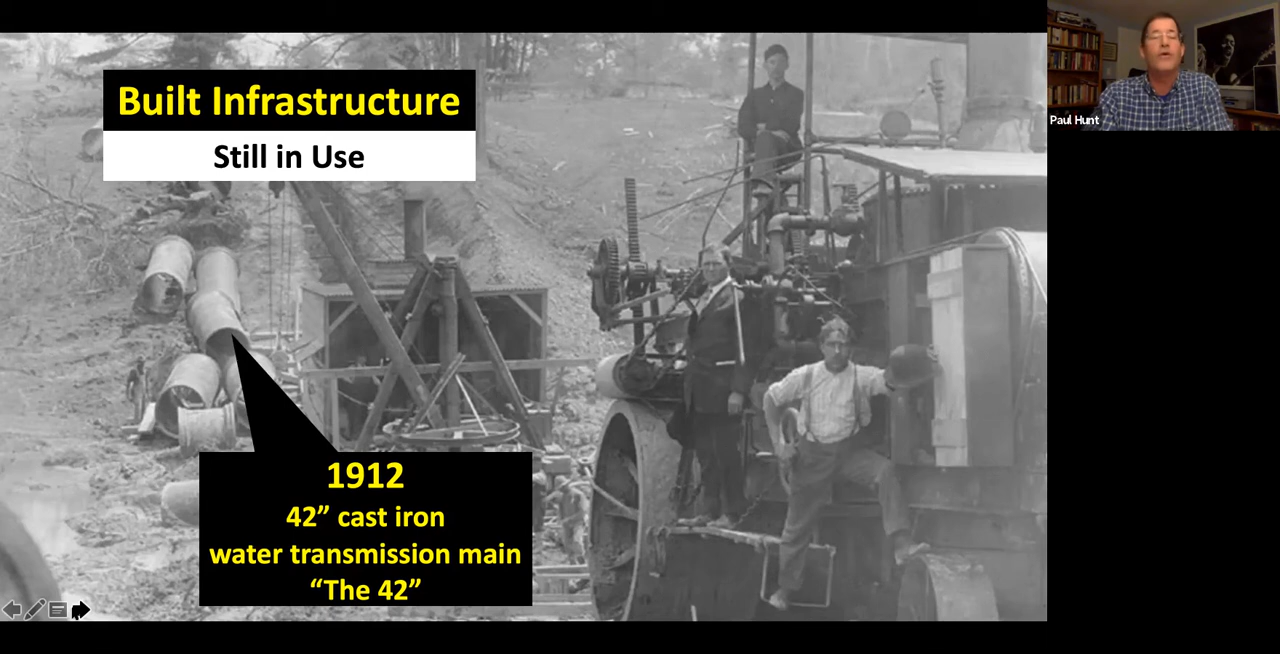 Built Infrastructure
Still in Use
1912
42” cast iron
water transmission main
“The 42”
Paul Hunt